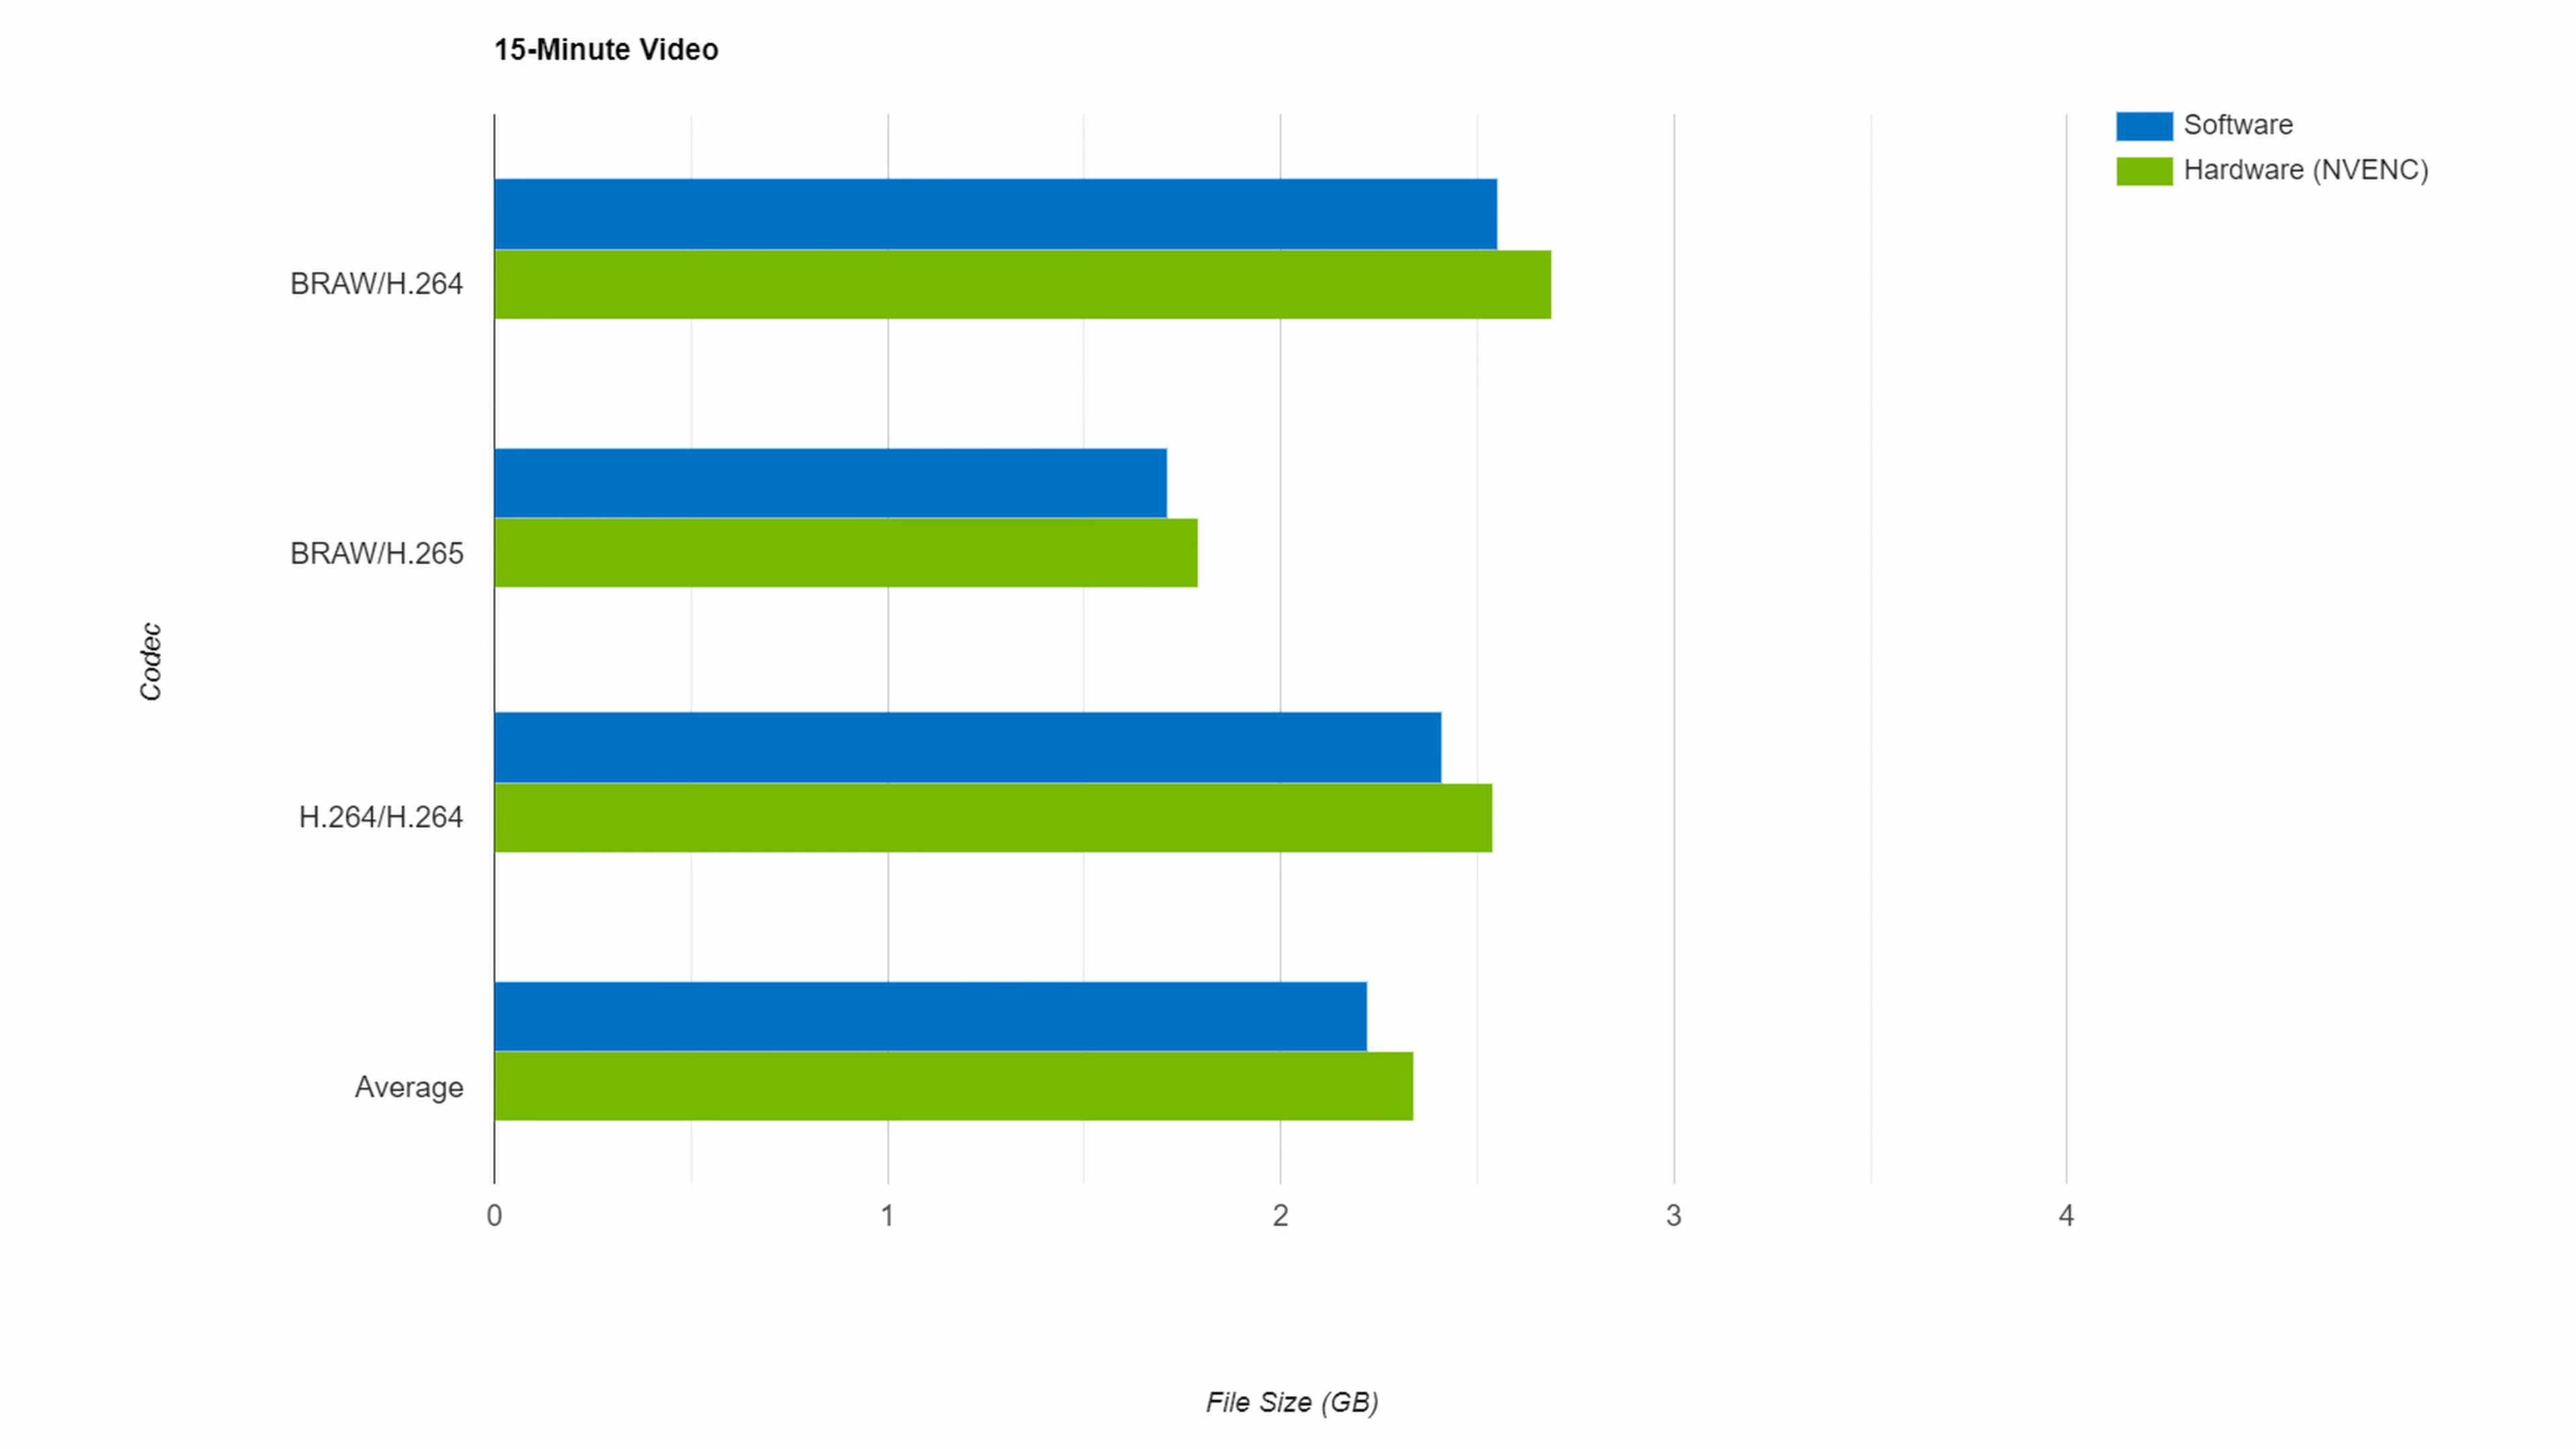 15-Minute Video
Software
Hardware (NVENC)
BRAW/H.264
BRAW/H.265
Codec
H.264/H.264
Average
0 1 2 3 4
File Size (GB)